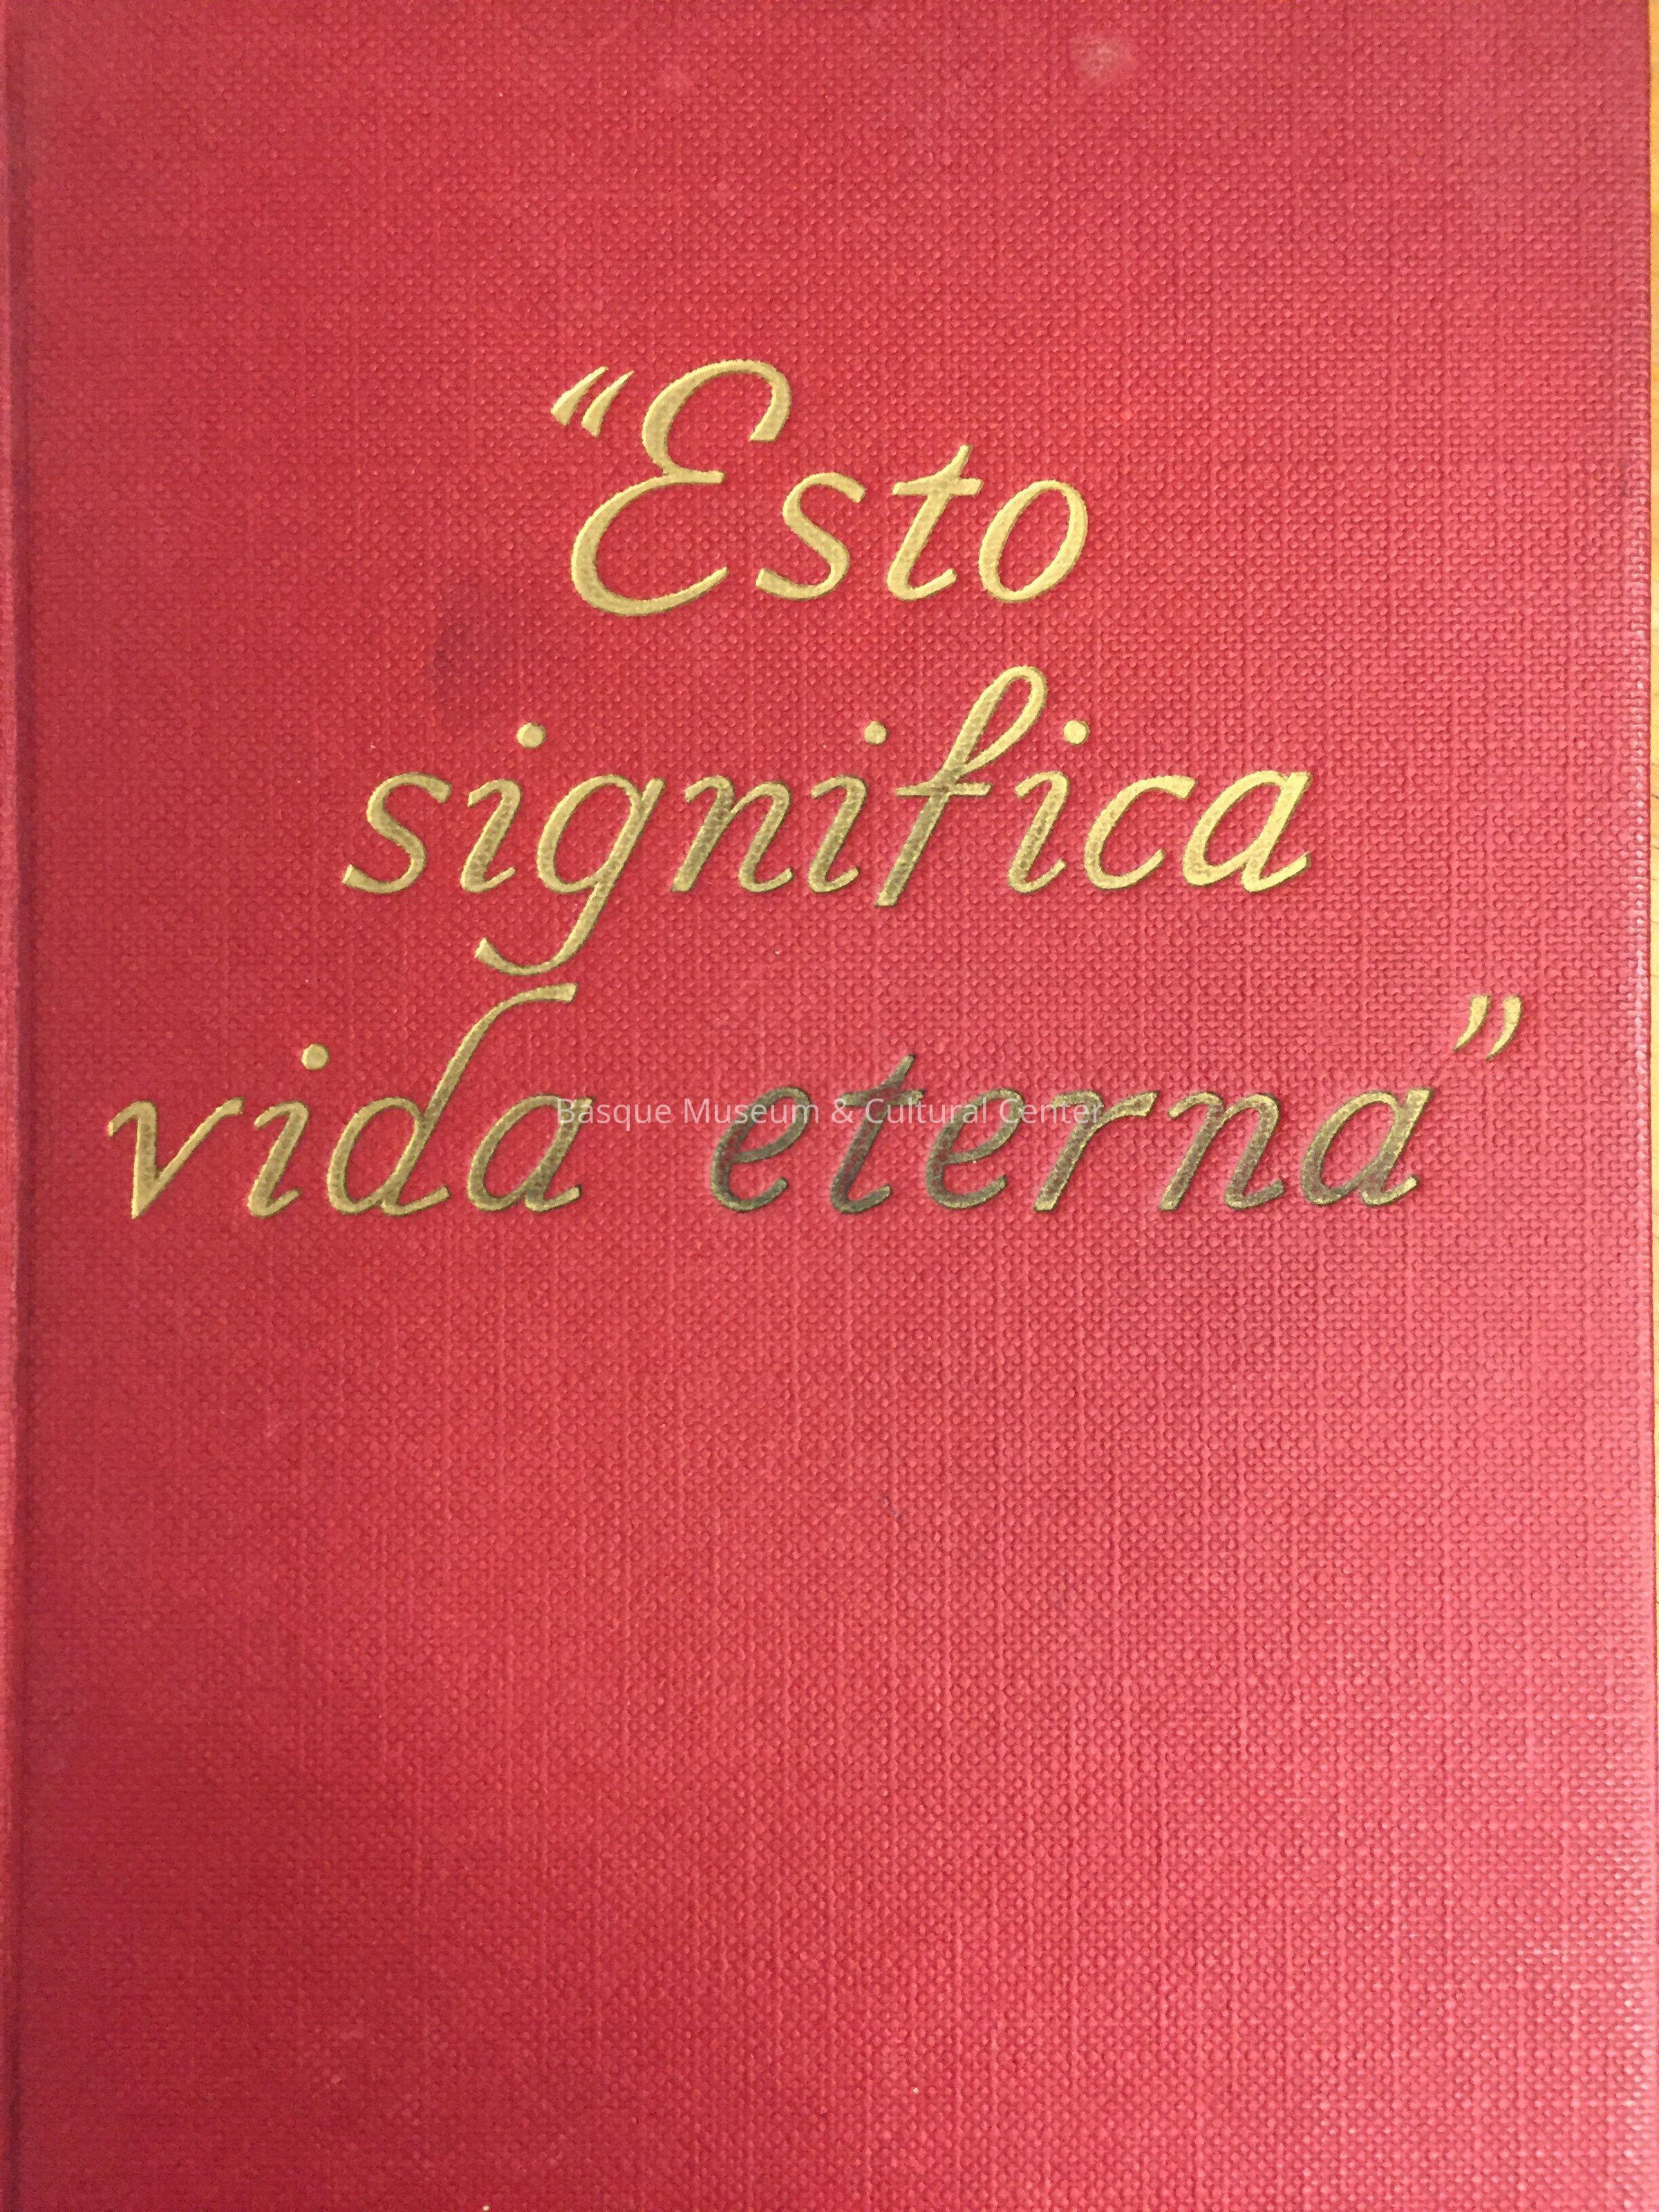 “Esto
significa
vida eterna”
Basque Museum & Cultural Center